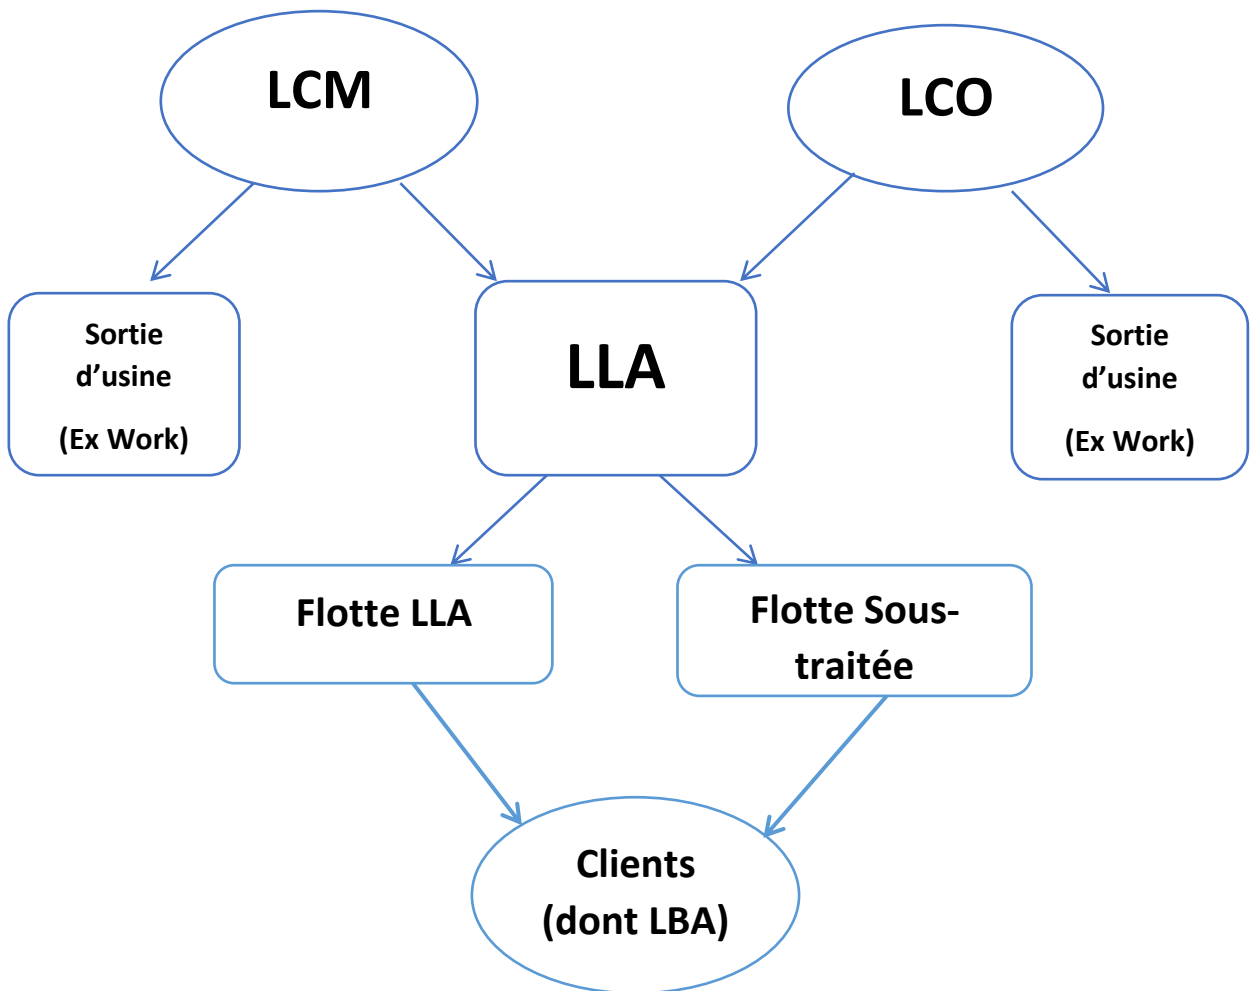 LCM
LCO
Sortie
d’usine
(Ex Work)
LLA
Sortie
d’usine
(Ex Work)
Flotte LLA
Flotte Sous-
traitée
Clients
(dont LBA)